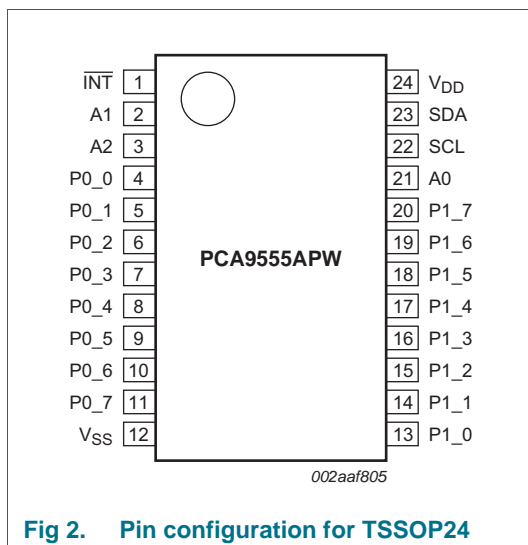 INT 1 24 VDD
A1 2 23 SDA
A2 3 22 SCL
P0_0 4 21 A0
P0_1 5 20 P1_7
P0_2 6 19 P1_6
PCA9555APW
P0_3 7 18 P1_5
P0_4 8 17 P1_4
P0_5 9 16 P1_3
P0_6 10 15 P1_2
P0_7 11 14 P1_1
VSS 12 13 P1_0
002aaf805
Fig 2. Pin configuration for TSSOP24